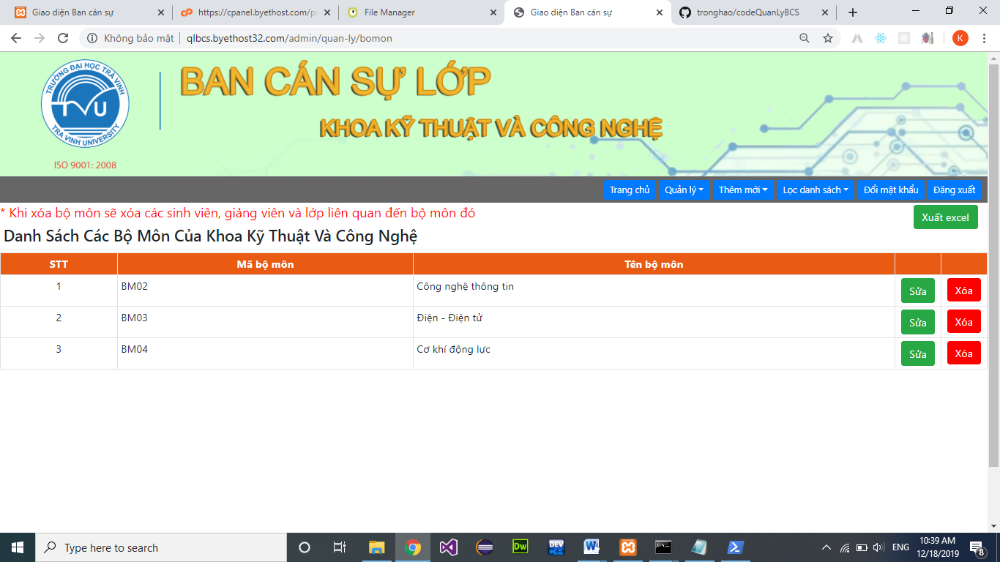 Giao diện Ban cán sự
https://cpanel.byethost.com/pa
File Manager
Giao diện Ban cán sự
tronghao/codeQuanLyBCS
Không bảo mật
qlbcs.byethost32.com/admin/quan-ly/bomon
K
TRƯỜNG ĐẠI HỌC TRÀ VINH
TVU
TRA VINH UNIVERSITY
ISO 9001: 2008
BAN CÁN SỰ LỚP
KHOA KỸ THUẬT VÀ CÔNG NGHỆ
Trang chủ Quản lý Thêm mới Lọc danh sách Đổi mật khẩu Đăng xuất
* Khi xóa bộ môn sẽ xóa các sinh viên, giảng viên và lớp liên quan đến bộ môn đó
Xuất excel
Danh Sách Các Bộ Môn Của Khoa Kỹ Thuật Và Công Nghệ
STT Mã bộ môn Tên bộ môn
1 BM02 Công nghệ thông tin Sửa Xóa
2 BM03 Điện - Điện tử Sửa Xóa
3 BM04 Cơ khí động lực Sửa Xóa
Type here to search
Dw
DEV
ENG
10:39 AM
12/18/2019
8